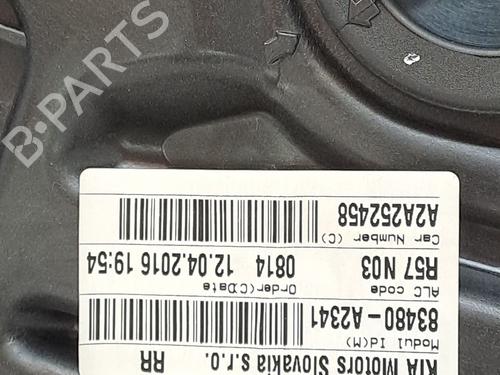 B-PARTS
KIA Motors Slovakia s.r.o.
RR
Modul Id(M)
83480-A2341
ALC code
Order(C)Date
R57 N03
0814 12.04.2016 19:54
Car Number (C)
A2A252458